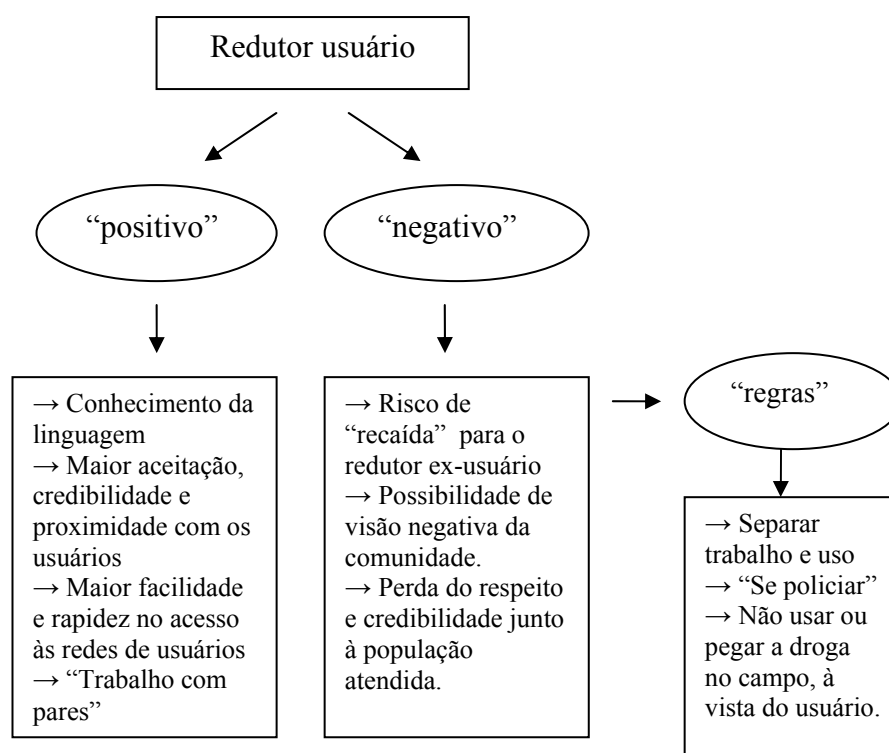 Redutor usuário
“positivo”
“negativo”
→ Conhecimento da
linguagem
→ Maior aceitação,
credibilidade e
proximidade com os
usuários
→ Maior facilidade
e rapidez no acesso
às redes de usuários
→ “Trabalho com
pares”
→ Risco de
“recaída” para o
redutor ex-usuário
→ Possibilidade de
visão negativa da
comunidade.
→ Perda do respeito
e credibilidade junto
à população
atendida.
“regras”
→ Separar
trabalho e uso
→ “Se policiar”
→ Não usar ou
pegar a droga
no campo, à
vista do usuário.